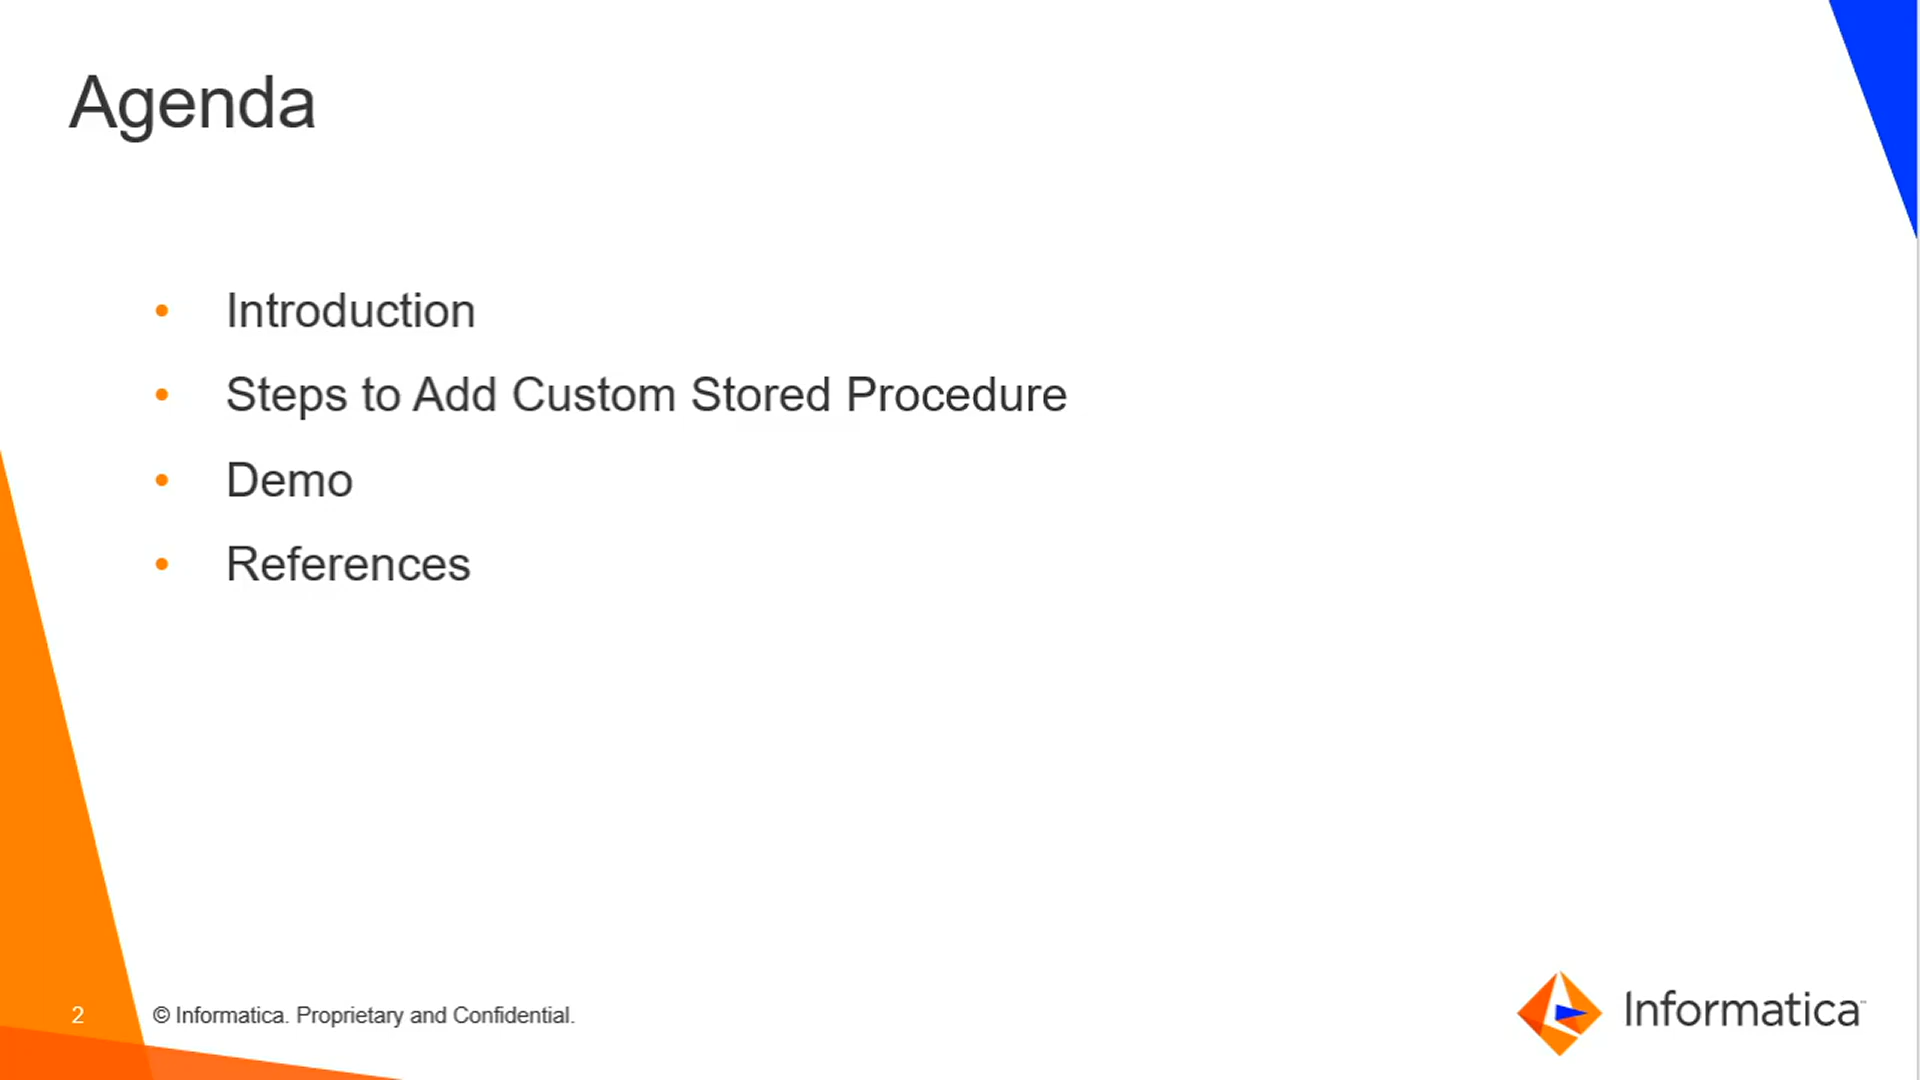 Agenda
• Introduction
• Steps to Add Custom Stored Procedure
• Demo
• References
2
© Informatica. Proprietary and Confidential.
Informatica